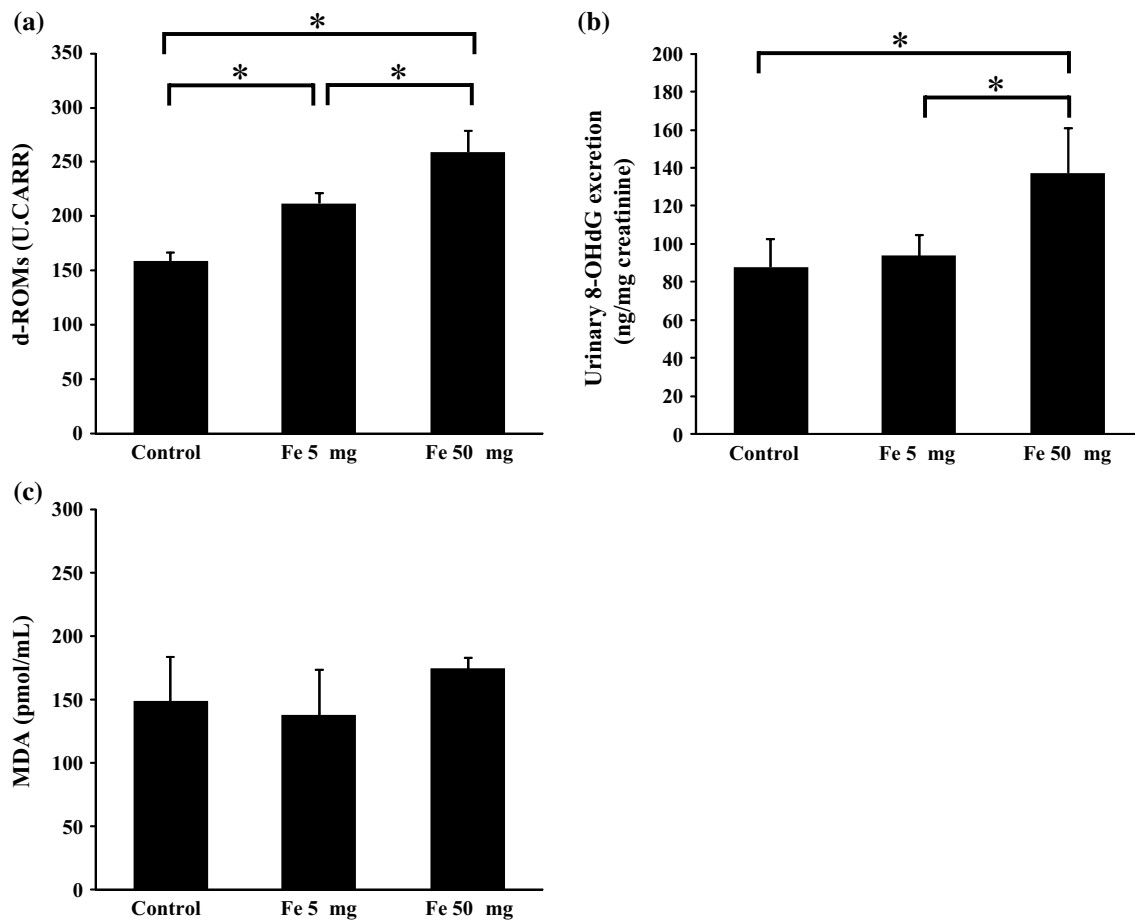 (a)
*
*
*
d-ROMs (U.CARR)
350
300
250
200
150
100
50
0
Control
Fe 5 mg
Fe 50 mg
(b)
*
*
Urinary 8-OHdG excretion
(ng/mg creatinine)
200
180
160
140
120
100
80
60
40
20
0
Control
Fe 5 mg
Fe 50 mg
(c)
MDA (pmol/mL)
300
250
200
150
100
50
0
Control
Fe 5 mg
Fe 50 mg